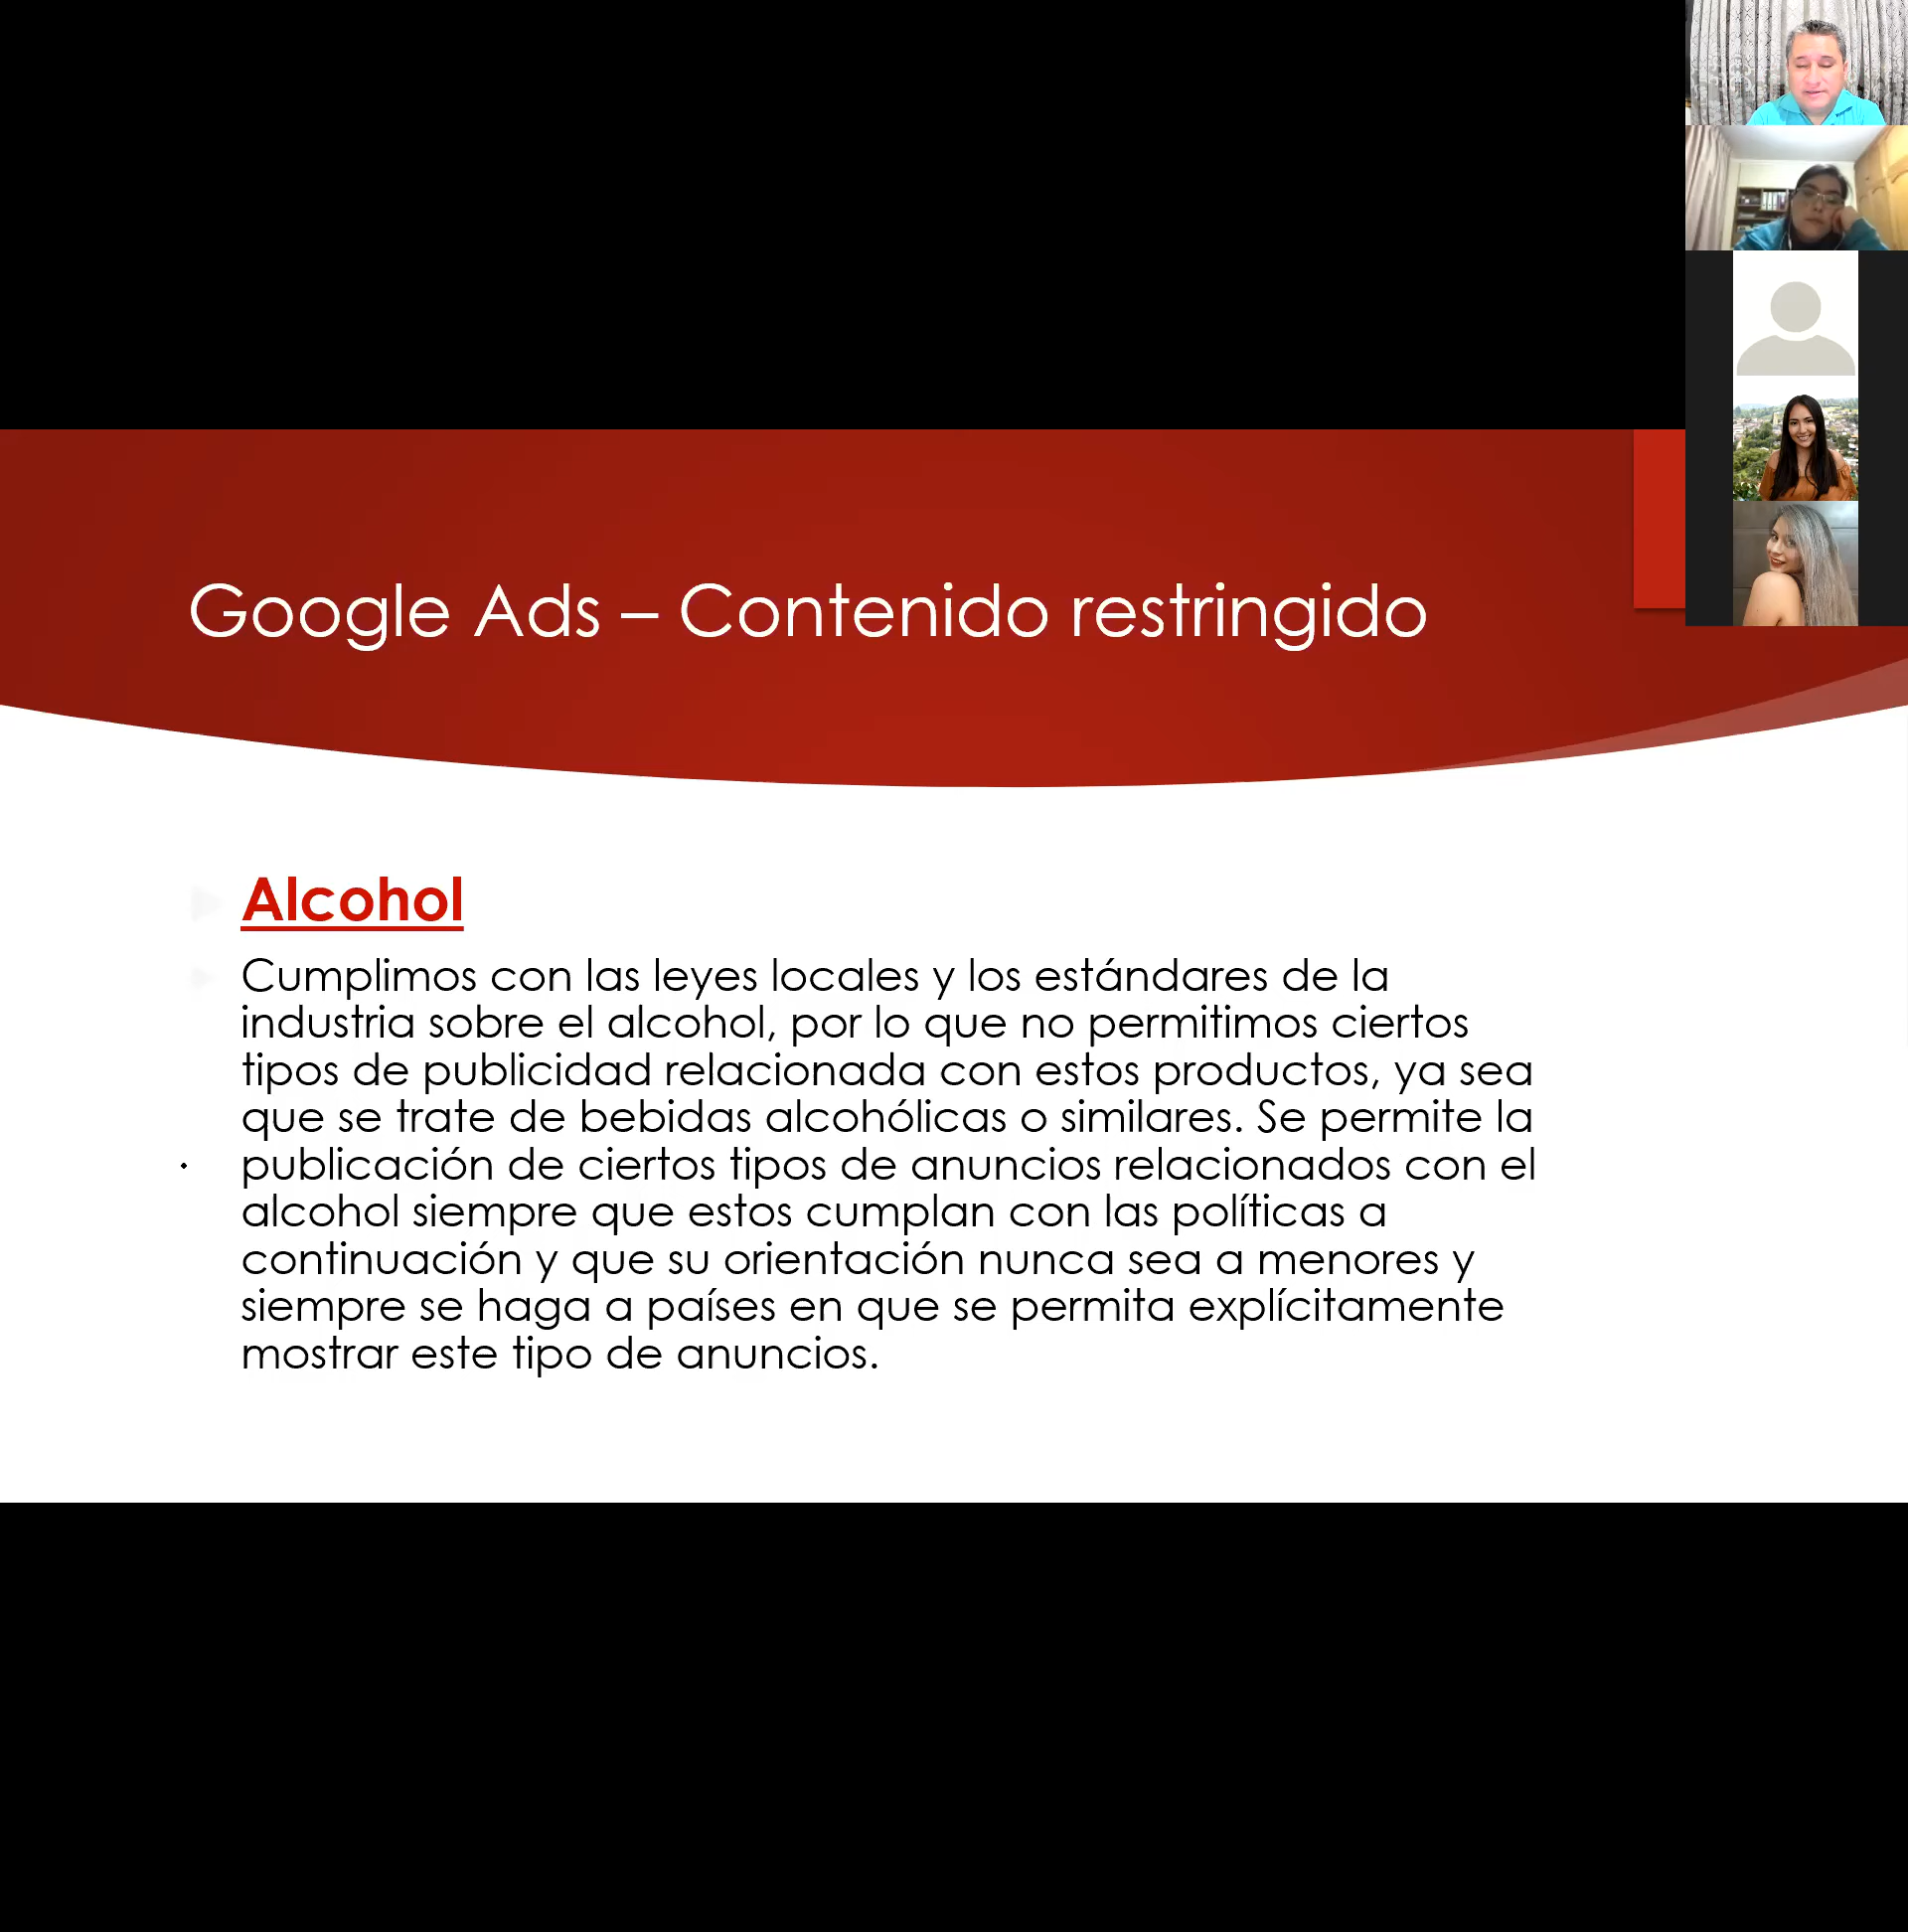 Google Ads – Contenido restringido
Alcohol
Cumplimos con las leyes locales y los estándares de la
industria sobre el alcohol, por lo que no permitimos ciertos
tipos de publicidad relacionada con estos productos, ya sea
que se trate de bebidas alcohólicas o similares. Se permite la
publicación de ciertos tipos de anuncios relacionados con el
alcohol siempre que estos cumplan con las políticas a
continuación y que su orientación nunca sea a menores y
siempre se haga a países en que se permita explícitamente
mostrar este tipo de anuncios.